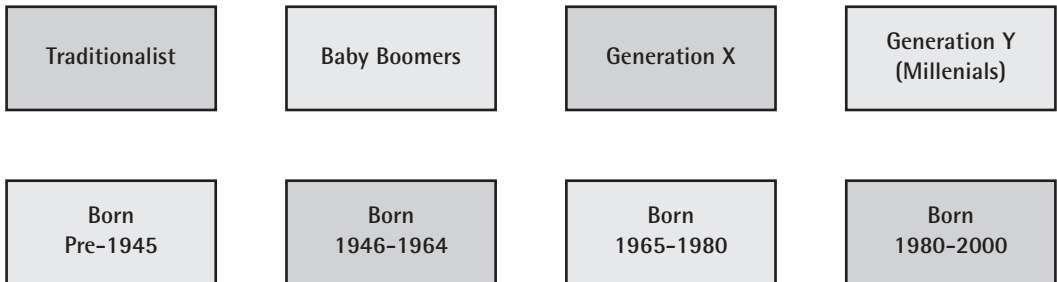 Traditionalist
Baby Boomers
Generation X
Generation Y
(Millenials)
Born
Pre-1945
Born
1946-1964
Born
1965-1980
Born
1980-2000